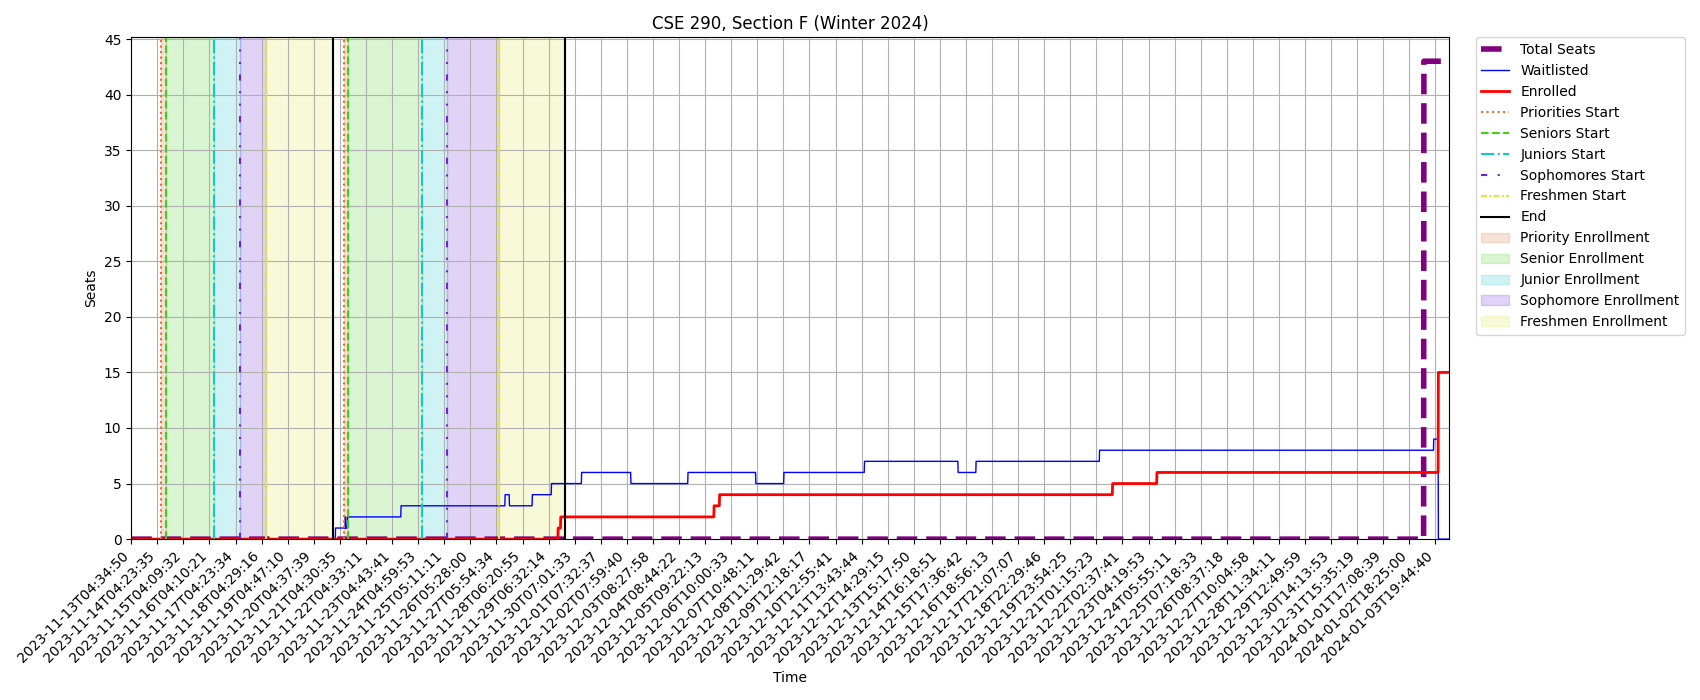 CSE 290, Section F (Winter 2024)
Seats
45
40
35
30
25
20
15
10
5
0
2023-11-13T04:34:50
2023-11-14T04:23:35
2023-11-15T04:09:32
2023-11-16T04:10:21
2023-11-17T04:23:34
2023-11-18T04:29:16
2023-11-19T04:47:10
2023-11-20T04:37:39
2023-11-21T04:30:35
2023-11-22T04:33:11
2023-11-23T04:43:41
2023-11-24T04:59:53
2023-11-25T05:11:11
2023-11-26T05:28:00
2023-11-27T05:54:34
2023-11-28T06:20:55
2023-11-29T06:32:14
2023-11-30T07:01:33
2023-12-01T07:32:37
2023-12-02T07:59:40
2023-12-03T08:27:58
2023-12-04T08:44:22
2023-12-05T09:22:13
2023-12-06T10:00:33
2023-12-07T10:48:11
2023-12-08T11:29:42
2023-12-09T12:18:17
2023-12-10T12:55:41
2023-12-11T13:43:44
2023-12-12T14:29:15
2023-12-13T15:17:50
2023-12-14T16:18:51
2023-12-15T17:36:42
2023-12-16T18:56:13
2023-12-17T21:07:07
2023-12-18T22:29:46
2023-12-19T23:54:25
2023-12-21T01:15:23
2023-12-22T02:37:41
2023-12-23T04:19:53
2023-12-24T05:55:11
2023-12-25T07:18:33
2023-12-26T08:37:18
2023-12-27T10:04:58
2023-12-28T11:34:11
2023-12-29T12:49:59
2023-12-30T14:13:53
2023-12-31T15:35:19
2024-01-01T17:08:39
2024-01-02T18:25:00
2024-01-03T19:44:40
Time
Total Seats
Waitlisted
Enrolled
Priorities Start
Seniors Start
Juniors Start
Sophomores Start
Freshmen Start
End
Priority Enrollment
Senior Enrollment
Junior Enrollment
Sophomore Enrollment
Freshmen Enrollment